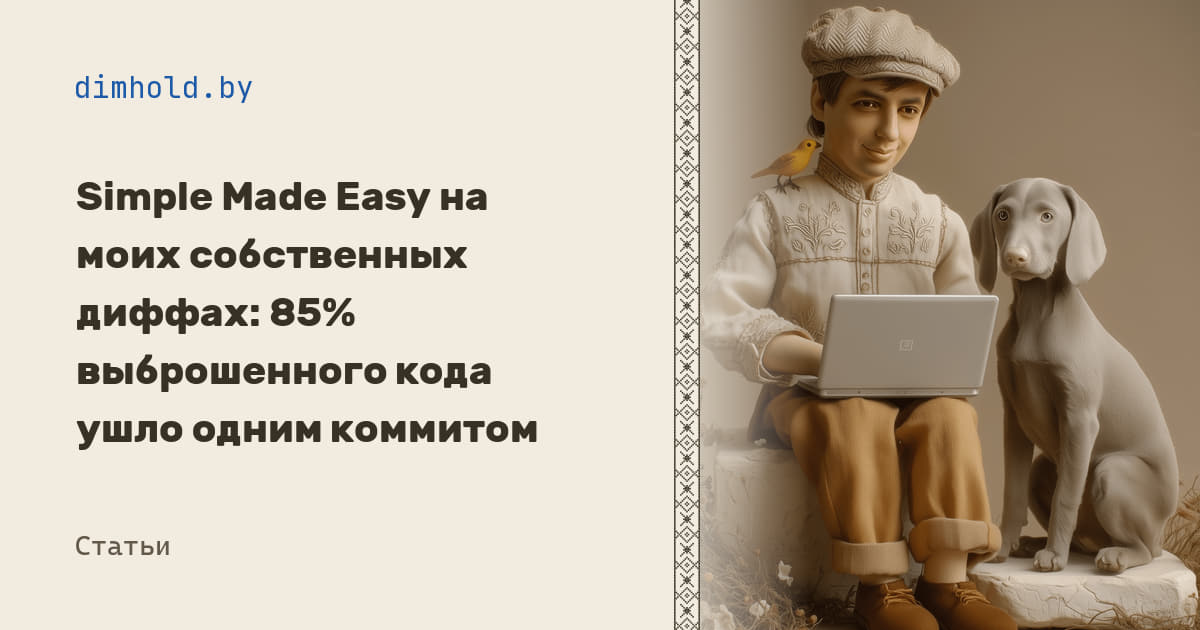 dimhold.by
Simple Made Easy на
моих собственных
диффах: 85%
выброшенного кода
ушло одним коммитом
Статьи